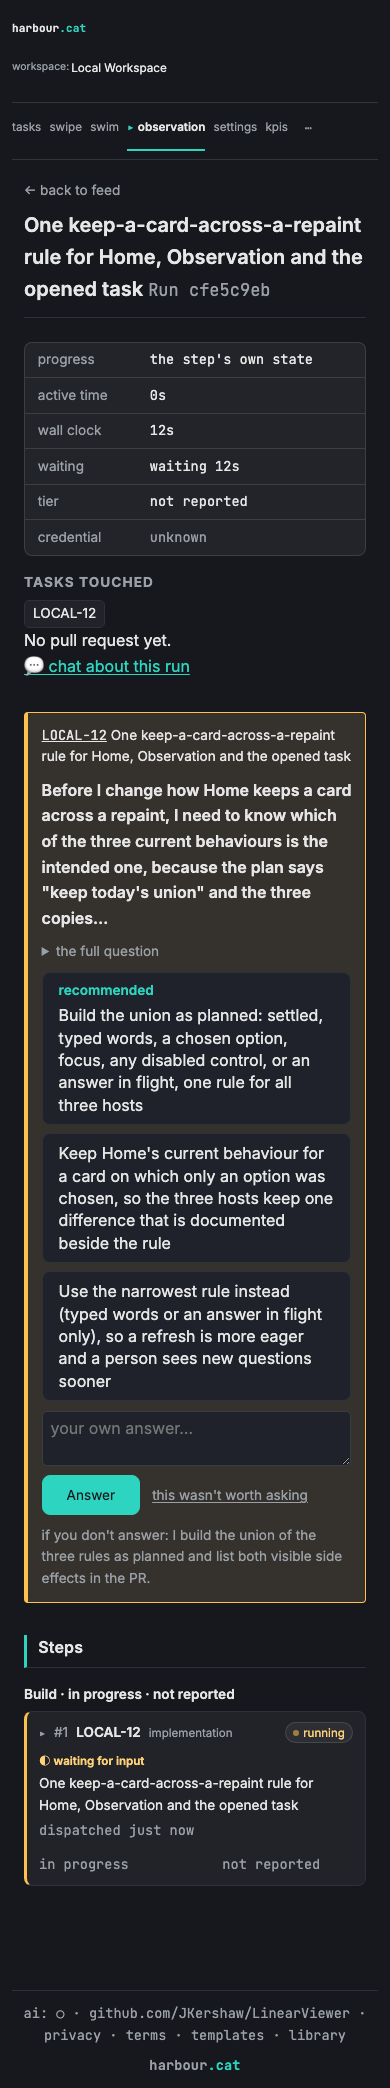 harbour.cat
workspace: Local Workspace
tasks swipe swim ▸ observation settings kpis ⋯
← back to feed
One keep-a-card-across-a-repaint
rule for Home, Observation and the
opened task Run cfe5c9eb
progress the step's own state
active time 0s
wall clock 12s
waiting waiting 12s
tier not reported
credential unknown
TASKS TOUCHED
LOCAL-12
No pull request yet.
💬 chat about this run
LOCAL-12 One keep-a-card-across-a-repaint
rule for Home, Observation and the opened task
Before I change how Home keeps a card
across a repaint, I need to know which
of the three current behaviours is the
intended one, because the plan says
"keep today's union" and the three
copies…
▶ the full question
recommended
Build the union as planned: settled,
typed words, a chosen option,
focus, any disabled control, or an
answer in flight, one rule for all
three hosts
Keep Home's current behaviour for
a card on which only an option was
chosen, so the three hosts keep one
difference that is documented
beside the rule
Use the narrowest rule instead
(typed words or an answer in flight
only), so a refresh is more eager
and a person sees new questions
sooner
your own answer...
Answer this wasn't worth asking
if you don't answer: I build the union of the
three rules as planned and list both visible side
effects in the PR.
Steps
Build · in progress · not reported
▸ #1 LOCAL-12 implementation running
◐ waiting for input
One keep-a-card-across-a-repaint rule for
Home, Observation and the opened task
dispatched just now
in progress not reported
ai: ○ · github.com/JKershaw/LinearViewer ·
privacy · terms · templates · library
harbour.cat